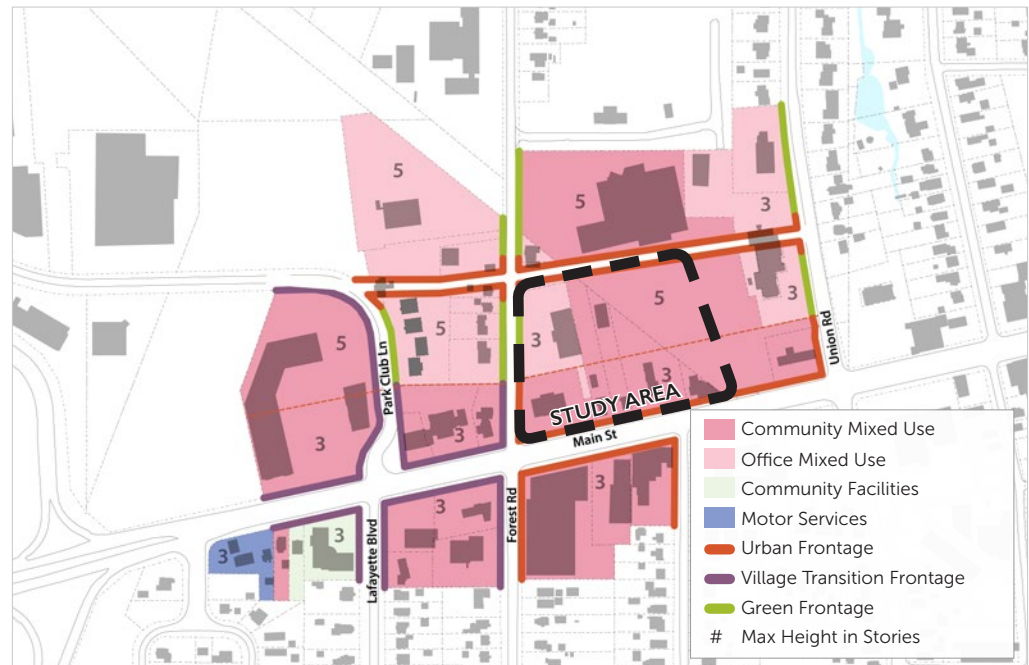 5
5
3
5
3
3
5
5
3
3
3
3
3
3
3
Park Club Ln
Union Rd
STUDY AREA
Main St
Forest Rd
Lafayette Blvd
Community Mixed Use
Office Mixed Use
Community Facilities
Motor Services
Urban Frontage
Village Transition Frontage
Green Frontage
# Max Height in Stories